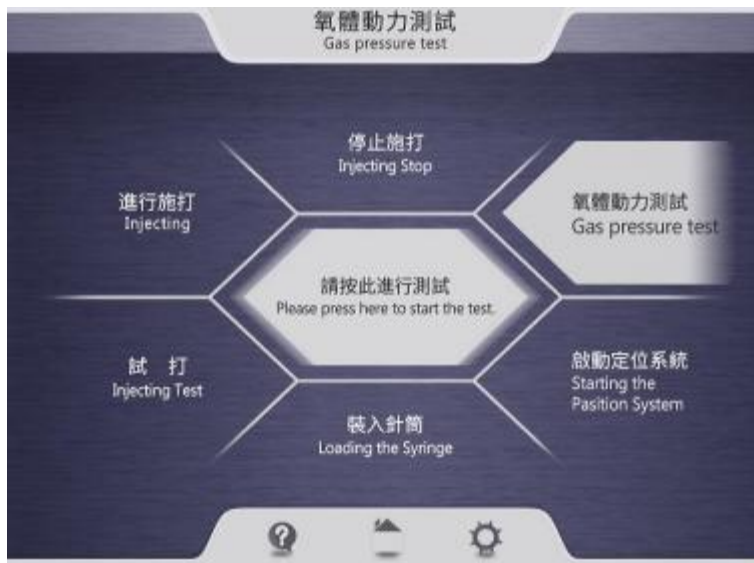 氧體動力測試
Gas pressure test
停止施打
Injecting Stop
進行施打
Injecting
氧體動力測試
Gas pressure test
請按此進行測試
Please press here to start the test.
試 打
Injecting Test
啟動定位系統
Starting the
Pasition System
裝入針筒
Loading the Syringe
?